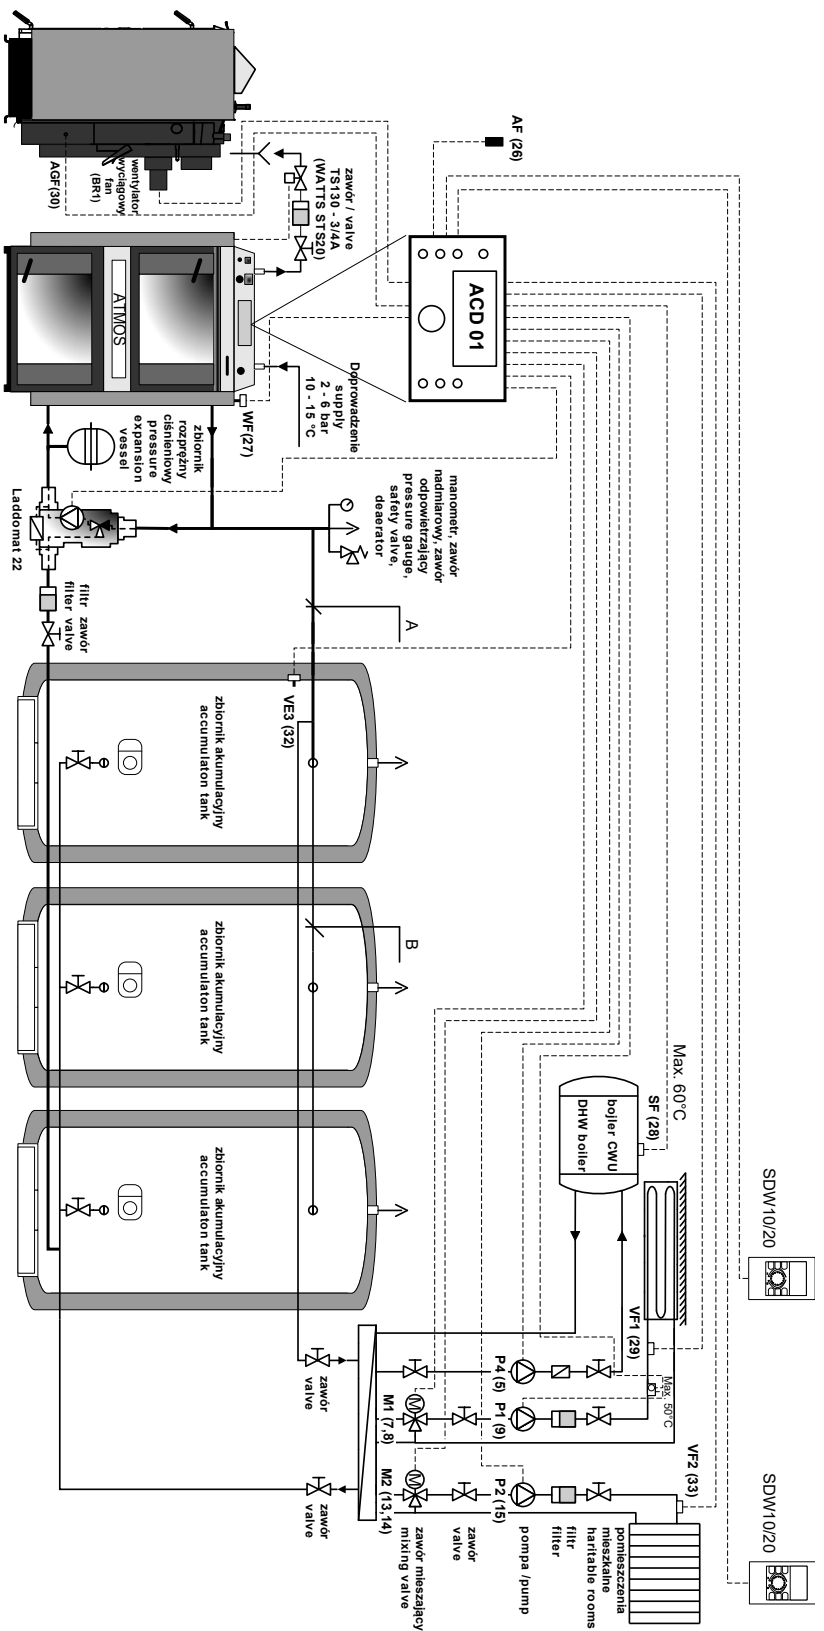 AF (26)
ACD 01
SDW10/20
SDW10/20
zawór / valve
TS130 - 3/4A
(WATTS STS20)
wentylator
wyciągowy
fan
(BR1)
AGF(30)
ATMOS
Doprowadzenie
supply
2 - 6 bar
10 - 15 °C
WF(27)
zbiornik
rozprężny
ciśnieniowy
pressure
expansion
vessel
Laddomat 22
manometr, zawór
nadmiarowy, zawór
odpowietrzający
pressure gauge,
safety valve,
deaerator
filtr zawór
filter valve
A
VE3 (32)
zbiornik akumulacyjny
accumulaton tank
B
zbiornik akumulacyjny
accumulaton tank
zbiornik akumulacyjny
accumulaton tank
Max. 60°C
SF (28)
bojler CWU
DHW boiler
VF1 (29)
Max. 50°C
VF2 (33)
P4 (5)
P1 (9)
P2 (15)
M
M1 (7,8)
M
M2 (13,14)
zawór
valve
zawór
valve
pomieszczenia
mieszkalne
haritable rooms
filtr
filter
pompa /pump
zawór
valve
zawór mieszający
mixing valve